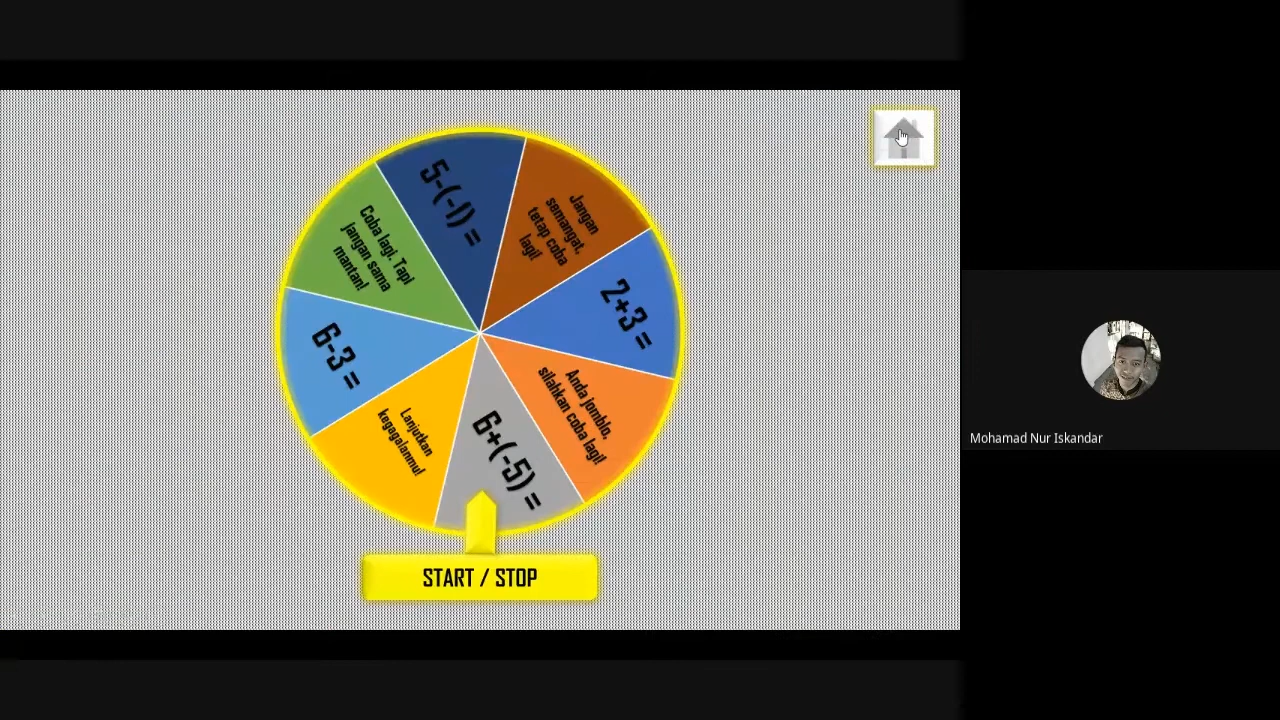 5-(-1) =
Jangan
semangat,
tetap coba
lagi!
2+3 =
Anda jomblo,
silahkan coba lagi!
6+(-5) =
Lanjutkan
kegagalanmu!
6-3 =
Coba lagi. Tapi
jangan sama
mantan!
START / STOP
Mohamad Nur Iskandar